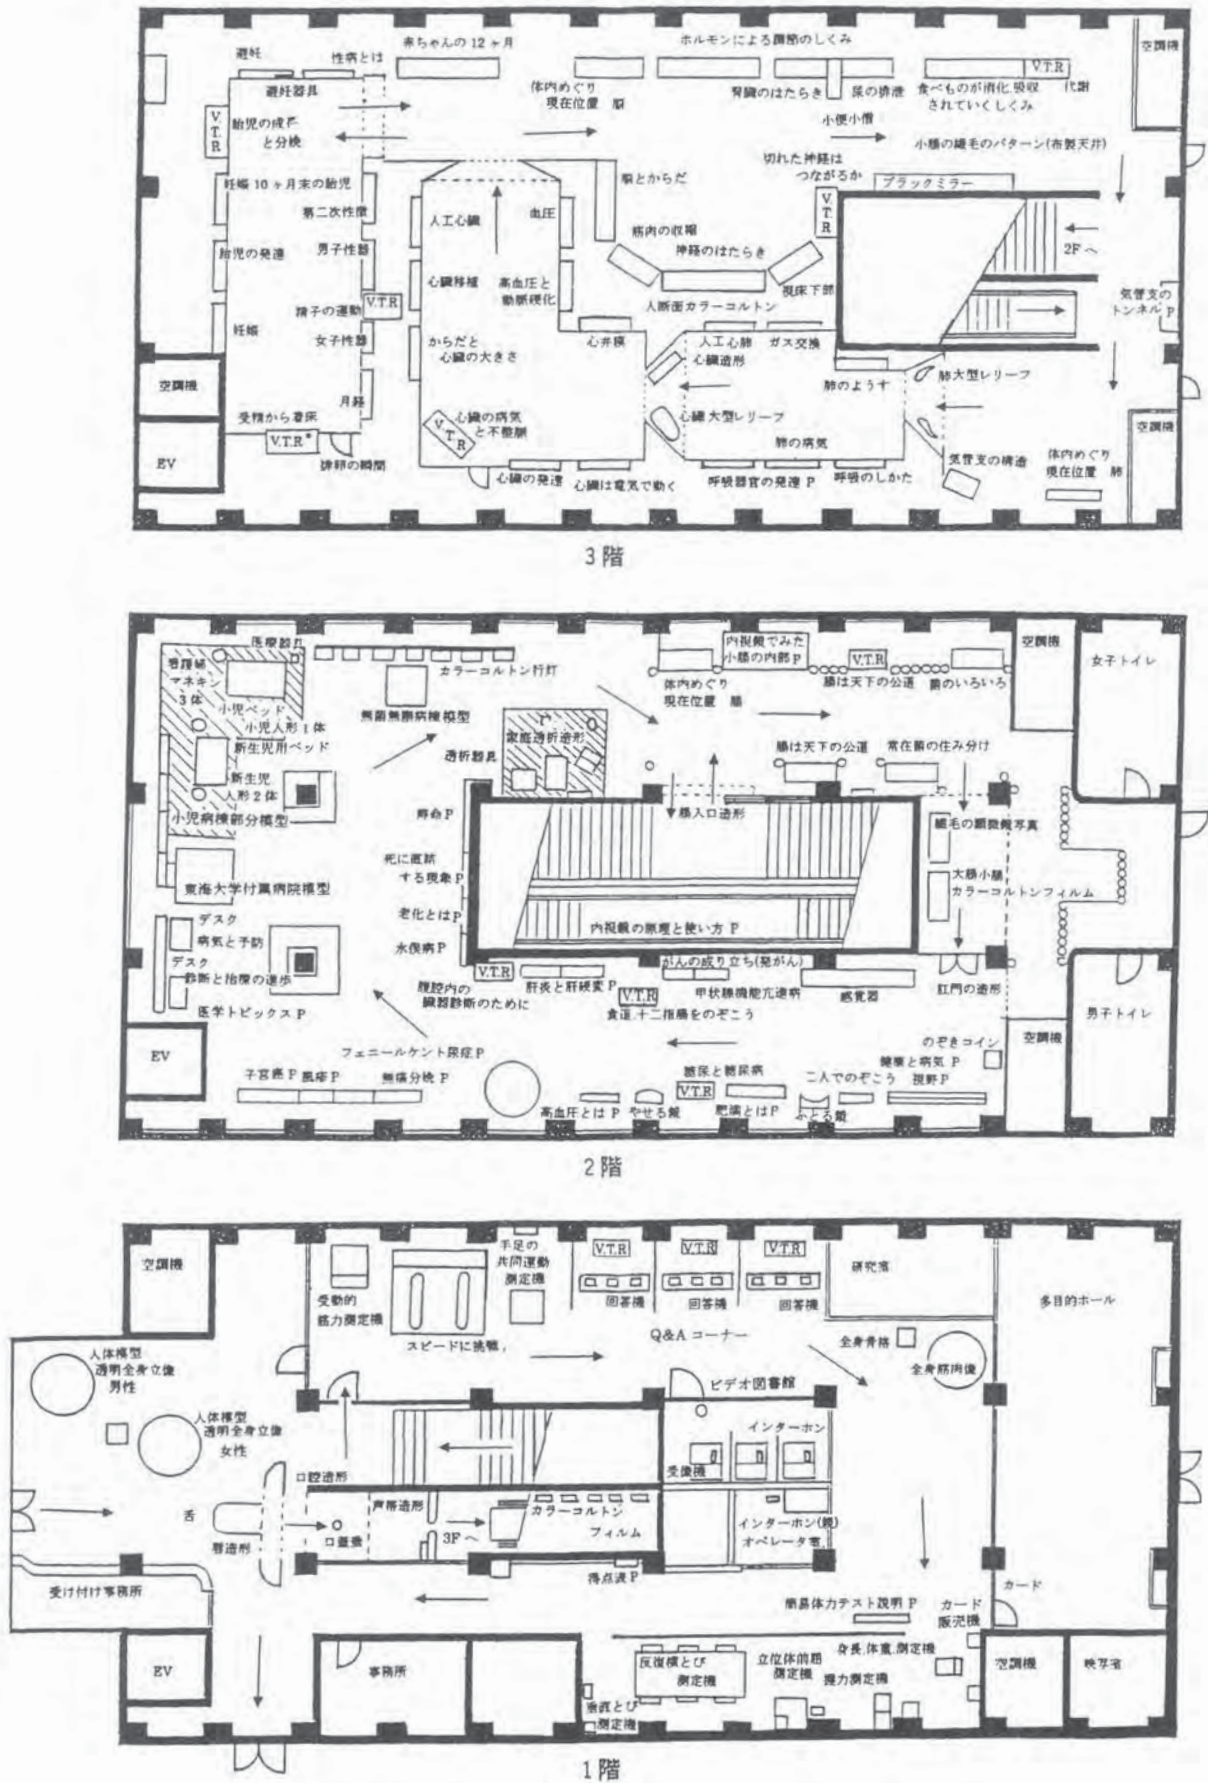 避妊
性病とは
赤ちゃんの12ヶ月
ホルモンによる調節のしくみ
空調機
避妊器具
体内めぐり
現在位置 脳
腎臓のはたらき
尿の排泄
食べものが消化、吸収
されていくしくみ
V.T.R
代謝
V.T.R
胎児の成長
と分娩
小便小僧
小腸の繊毛のパターン(布製天井)
切れた神経は
つながるか
ブラックミラー
妊娠10ヶ月末の胎児
第二次性徴
人工心臓
血圧
脳とからだ
V.T.R
2Fへ
胎児の発達
男子性器
心臓移植
高血圧と
動脈硬化
筋肉の収縮
神経のはたらき
視床下部
人断面カラーコルトン
気管支の
トンネル P
精子の運動
V.T.R
妊娠
女子性器
からだと
心臓の大きさ
心弁膜
人工心肺
ガス交換
心臓造形
肺のようす
肺大型レリーフ
空調機
月経
受精から着床
V.T.R*
排卵の瞬間
心臓の病気
と不整脈
V.T.R
心臓大型レリーフ
肺の病気
空調機
EV
心臓の発達
心臓は電気で動く
呼吸器官の発達 P
呼吸のしかた
気管支の構造
体内めぐり
現在位置 肺
3階
医療器具
看護婦
マネキン
3体
小児ベッド
小児人形1体
新生児用ベッド
新生児
人形2体
小児病棟部分模型
カラーコルトン行灯
無菌無塵病棟模型
透析器具
家庭透析造形
内視鏡でみた
小腸の内部 P
体内めぐり
現在位置 腸
V.T.R
腸は天下の公道
菌のいろいろ
空調機
女子トイレ
腸は天下の公道
常在菌の住み分け
腸入口造形
寿命 P
死に直結
する現象 P
老化とは P
水俣病 P
繊毛の顕微鏡写真
大腸小腸
カラーコルトンフィルム
東海大学付属病院模型
デスク
病気と予防
デスク
診断と治療の進歩
医学トピックス P
内視鏡の原理と使い方 P
V.T.R
腹腔内の
臓器診断のために
肝炎と肝硬変 P
がんの成り立ち(発がん)
V.T.R
甲状腺機能亢進病
食道、十二指腸をのぞこう
感覚器
肛門の造形
男子トイレ
EV
フェニールケント尿症 P
子宮癌 P
風疹 P
無痛分娩 P
高血圧とは P
やせる鏡
糖尿と糖尿病
V.T.R
肥満とは P
二人でのぞこう
ふとる鏡
視野 P
のぞきコイン
健康と病気 P
空調機
2階
空調機
受動的
筋力測定機
スピードに挑戦
手足の
共同運動
測定機
V.T.R
V.T.R
V.T.R
回答機
回答機
回答機
Q&Aコーナー
研究室
多目的ホール
全身骨格
全身筋肉像
人体模型
透明全身立像
男性
人体模型
透明全身立像
女性
ビデオ図書館
インターホン
受像機
口腔造形
舌
唇造形
口蓋垂
声帯造形
3Fへ
カラーコルトン
フィルム
インターホン(親)
オペレータ室
受け付け事務所
得点板 P
簡易体力テスト説明 P
カード
カード
販売機
EV
事務所
反復横とび
測定機
垂直とび
測定機
立位体前屈
測定機
身長、体重、測定機
握力測定機
空調機
映写室
1階